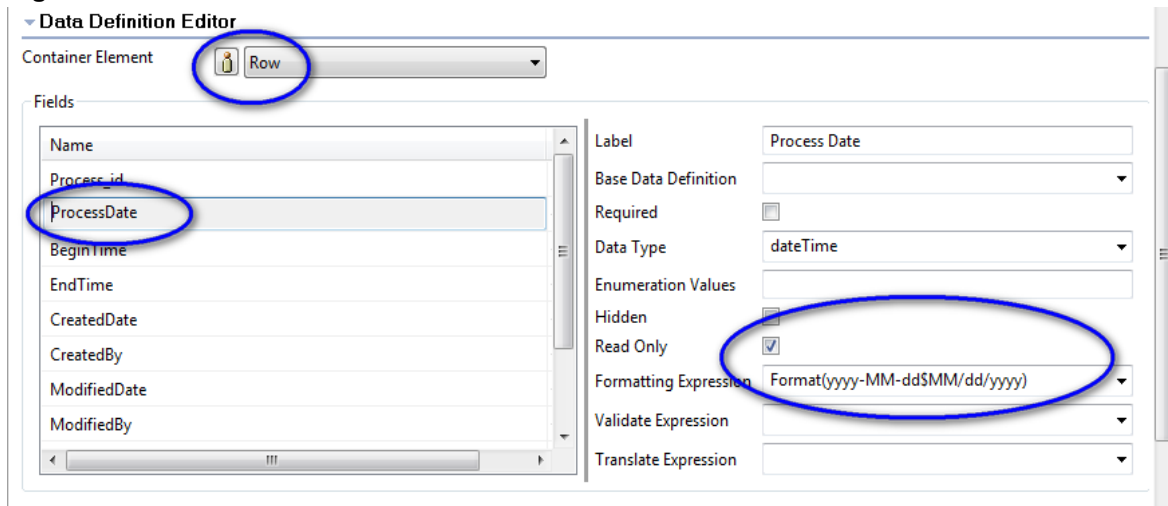 Data Definition Editor
Container Element Row
Fields
Name
Process_id
ProcessDate
BeginTime
EndTime
CreatedDate
CreatedBy
ModifiedDate
ModifiedBy
Label Process Date
Base Data Definition
Required
Data Type dateTime
Enumeration Values
Hidden
Read Only
Formatting Expression Format(yyyy-MM-dd$MM/dd/yyyy)
Validate Expression
Translate Expression